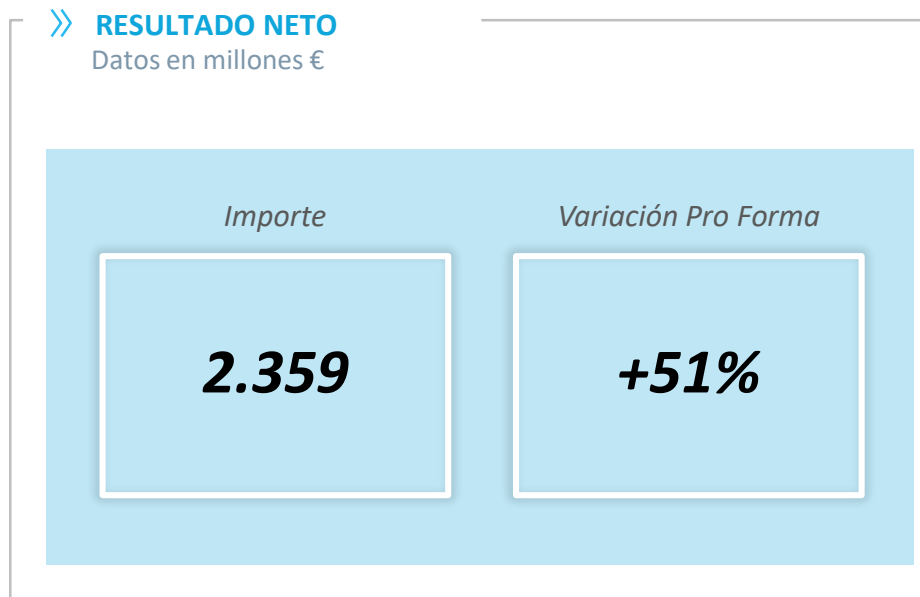 RESULTADO NETO
Datos en millones €
Importe
Variación Pro Forma
2.359
+51%